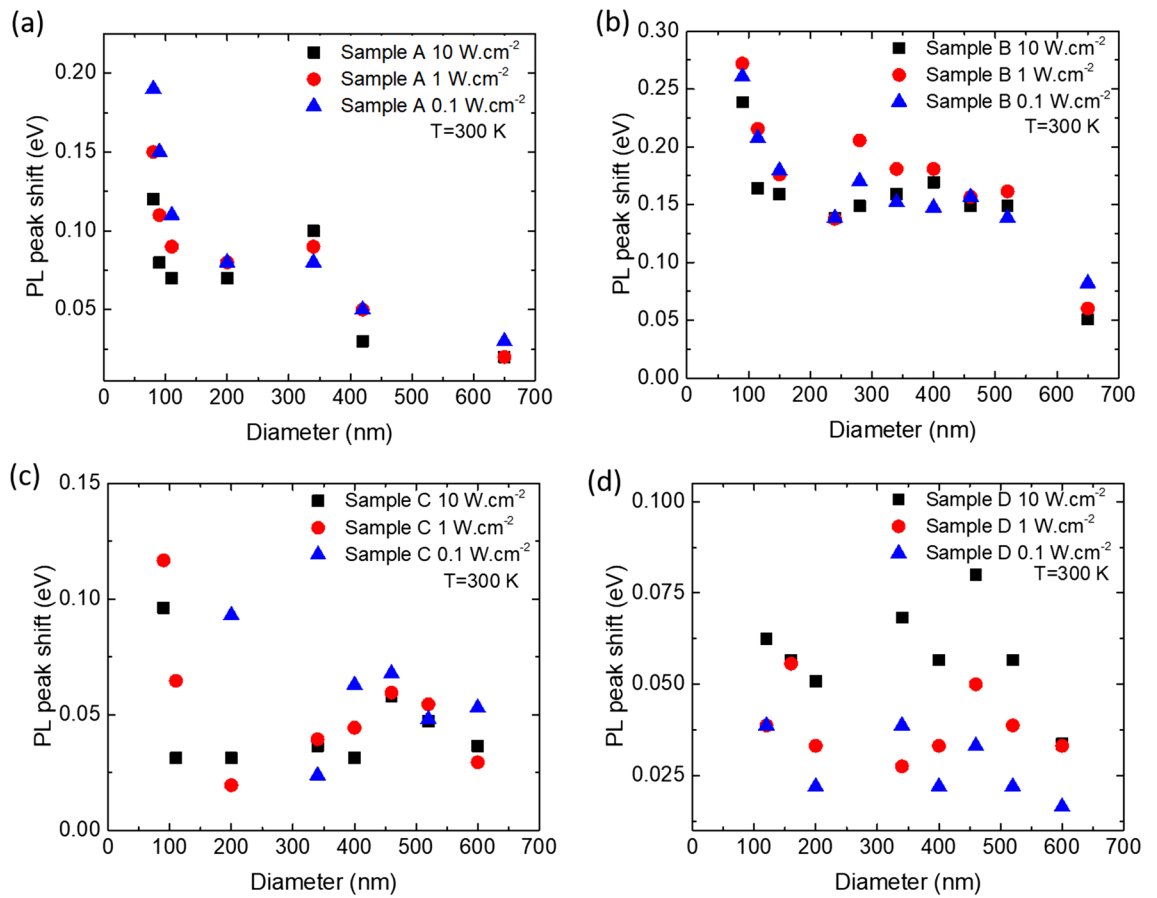 (a)
Sample A 10 W.cm-2
Sample A 1 W.cm-2
Sample A 0.1 W.cm-2
T=300 K
0.20
0.15
0.10
0.05
PL peak shift (eV)
0 100 200 300 400 500 600 700
Diameter (nm)
(b)
Sample B 10 W.cm-2
Sample B 1 W.cm-2
Sample B 0.1 W.cm-2
T=300 K
0.30
0.25
0.20
0.15
0.10
0.05
0.00
PL peak shift (eV)
0 100 200 300 400 500 600 700
Diameter (nm)
(c)
Sample C 10 W.cm-2
Sample C 1 W.cm-2
Sample C 0.1 W.cm-2
T=300 K
0.15
0.10
0.05
0.00
PL peak shift (eV)
0 100 200 300 400 500 600 700
Diameter (nm)
(d)
Sample D 10 W.cm-2
Sample D 1 W.cm-2
Sample D 0.1 W.cm-2
T=300 K
0.100
0.075
0.050
0.025
PL peak shift (eV)
0 100 200 300 400 500 600 700
Diameter (nm)